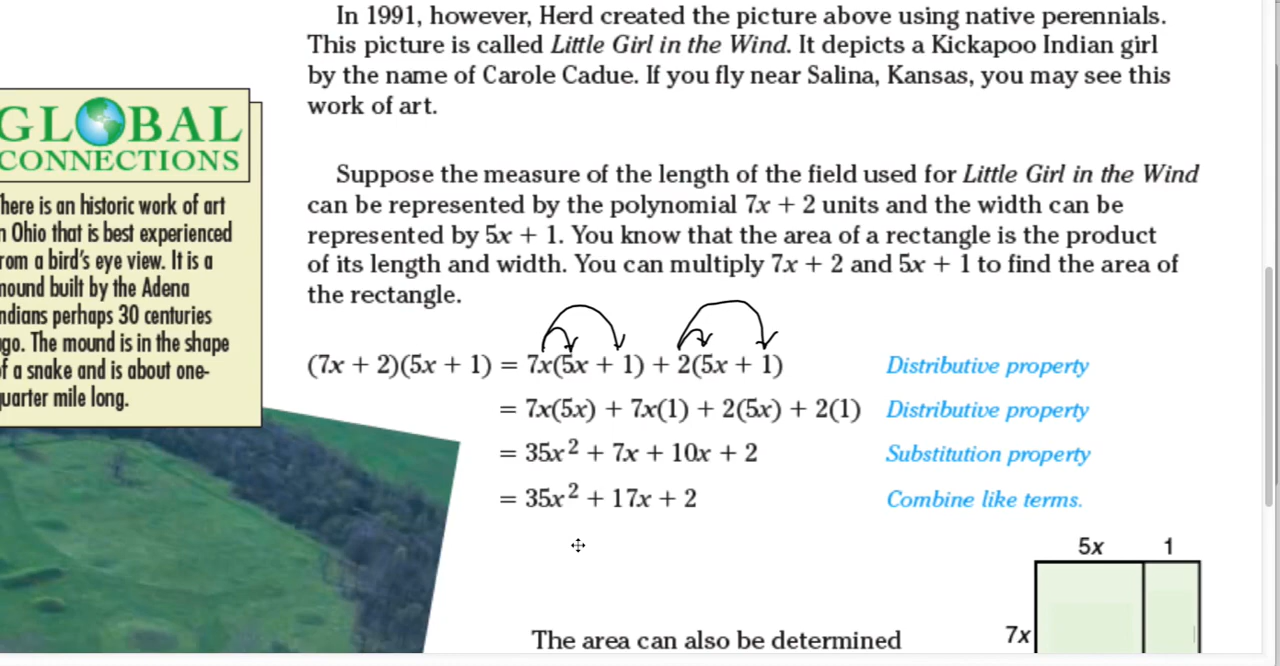 In 1991, however, Herd created the picture above using native perennials.
This picture is called Little Girl in the Wind. It depicts a Kickapoo Indian girl
by the name of Carole Cadue. If you fly near Salina, Kansas, you may see this
work of art.
GLOBAL
CONNECTIONS
here is an historic work of art
n Ohio that is best experienced
rom a bird's eye view. It is a
mound built by the Adena
ndians perhaps 30 centuries
go. The mound is in the shape
f a snake and is about one-
quarter mile long.
Suppose the measure of the length of the field used for Little Girl in the Wind
can be represented by the polynomial 7x + 2 units and the width can be
represented by 5x + 1. You know that the area of a rectangle is the product
of its length and width. You can multiply 7x + 2 and 5x + 1 to find the area of
the rectangle.
(7x + 2)(5x + 1) = 7x(5x + 1) + 2(5x + 1) Distributive property
= 7x(5x) + 7x(1) + 2(5x) + 2(1) Distributive property
= 35x² + 7x + 10x + 2 Substitution property
= 35x² + 17x + 2 Combine like terms.
5x 1
7x
The area can also be determined